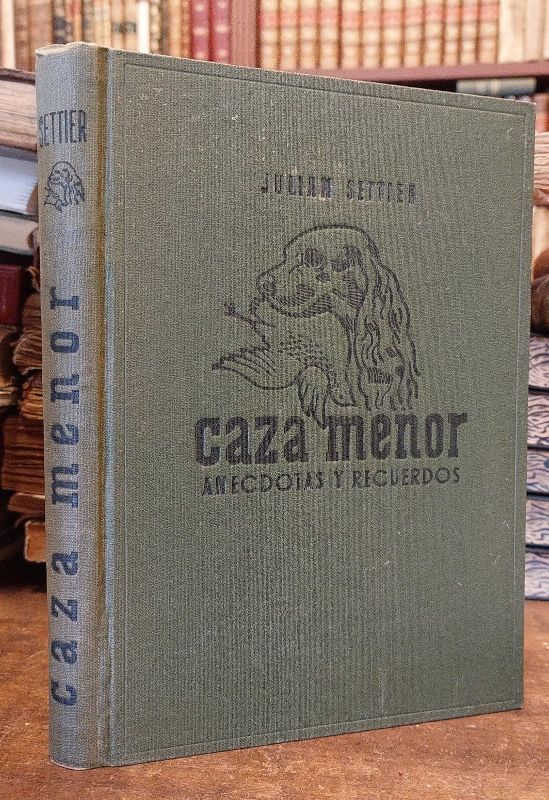 SETTIER
caza menor
JULIAN SETTIER
caza menor
ANECDOTAS Y RECUERDOS